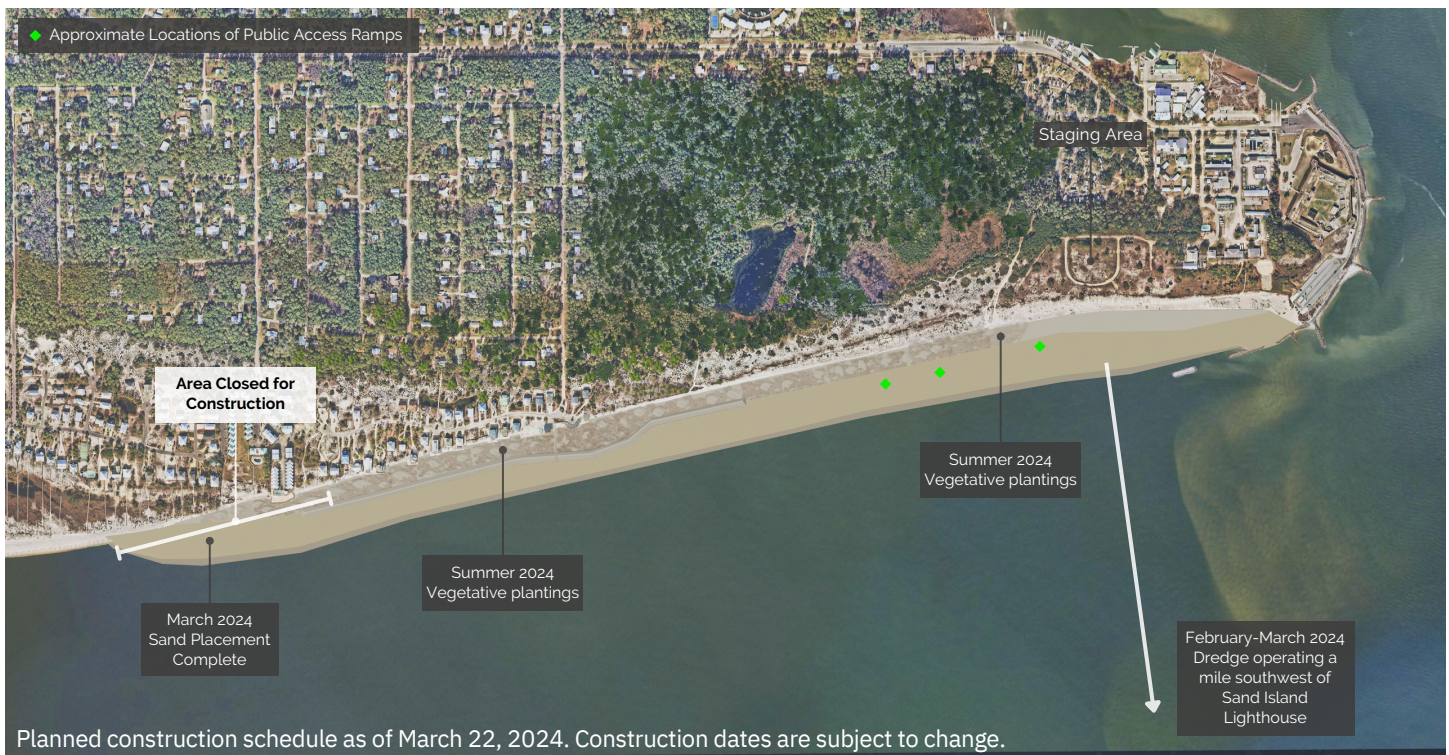 Approximate Locations of Public Access Ramps
Staging Area
Area Closed for
Construction
Summer 2024
Vegetative plantings
Summer 2024
Vegetative plantings
March 2024
Sand Placement
Complete
February-March 2024
Dredge operating a
mile southwest of
Sand Island
Lighthouse
Planned construction schedule as of March 22, 2024. Construction dates are subject to change.